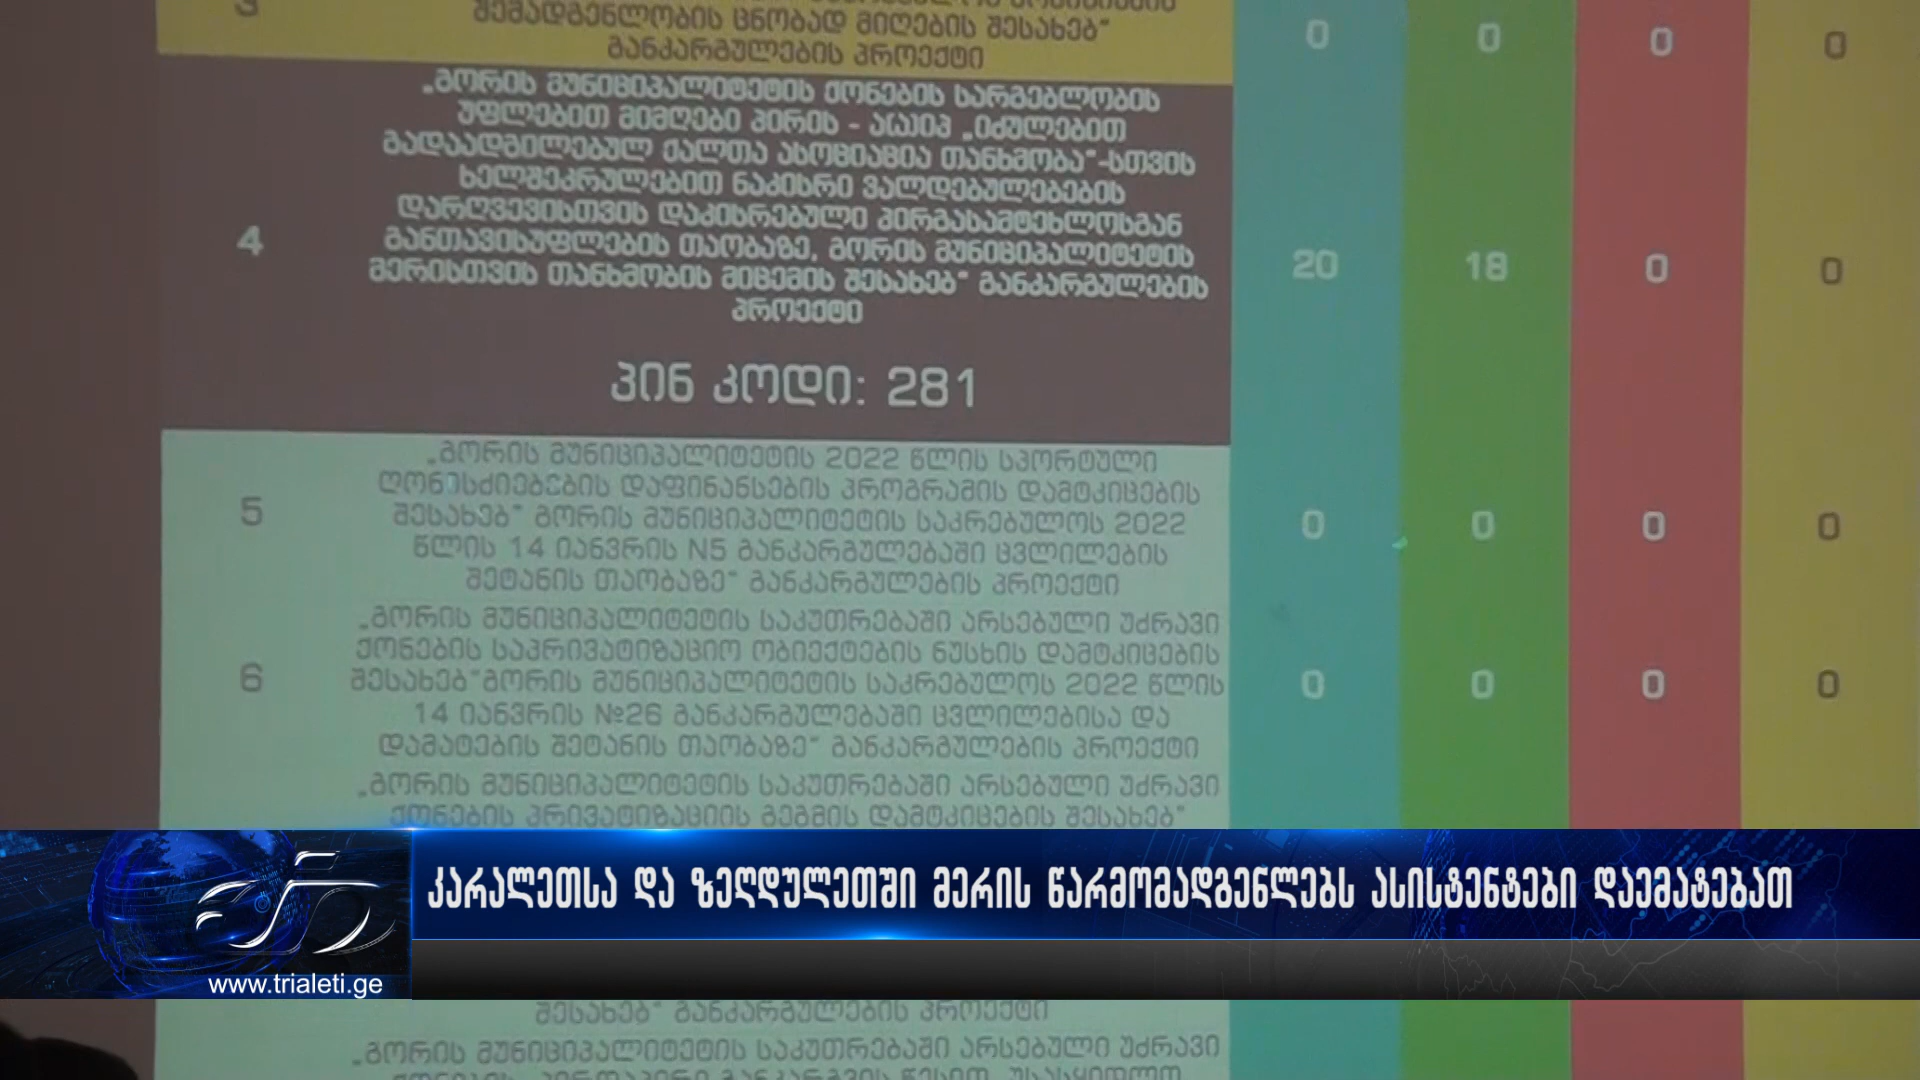 3
შემადგენლობის ცნობად მიღების შესახებ“
განკარგულების პროექტი
0 0 0 0
„გორის მუნიციპალიტეტის ქონების სარგებლობის
უფლებით მიმღები პირის - ა(ა)იპ „იძულებით
გადაადგილებულ ქალთა ასოციაცია თანხმობა“-სთვის
ხელშეკრულებით ნაკისრი ვალდებულებების
დარღვევისთვის დაკისრებული პირგასამტეხლოსგან
განთავისუფლების თაობაზე, გორის მუნიციპალიტეტის
მერისთვის თანხმობის მიცემის შესახებ“ განკარგულების
პროექტი
4
20 18 0 0
პინ კოდი: 281
„გორის მუნიციპალიტეტის 2022 წლის სპორტული
ღონისძიებების დაფინანსების პროგრამის დამტკიცების
შესახებ“ გორის მუნიციპალიტეტის საკრებულოს 2022
წლის 14 იანვრის N5 განკარგულებაში ცვლილების
შეტანის თაობაზე“ განკარგულების პროექტი
5
0 0 0 0
„გორის მუნიციპალიტეტის საკუთრებაში არსებული უძრავი
ქონების საპრივატიზაციო ობიექტების ნუსხის დამტკიცების
შესახებ“გორის მუნიციპალიტეტის საკრებულოს 2022 წლის
14 იანვრის №26 განკარგულებაში ცვლილებისა და
დამატების შეტანის თაობაზე“ განკარგულების პროექტი
6
0 0 0 0
„გორის მუნიციპალიტეტის საკუთრებაში არსებული უძრავი
ქონების პრივატიზაციის გეგმის დამტკიცების შესახებ“
კარალეთსა და ზეღდულეთში მერის წარმომადგენლებს ასისტენტები დაემატებათ
www.trialeti.ge
შესახებ“ განკარგულების პროექტი
„გორის მუნიციპალიტეტის საკუთრებაში არსებული უძრავი